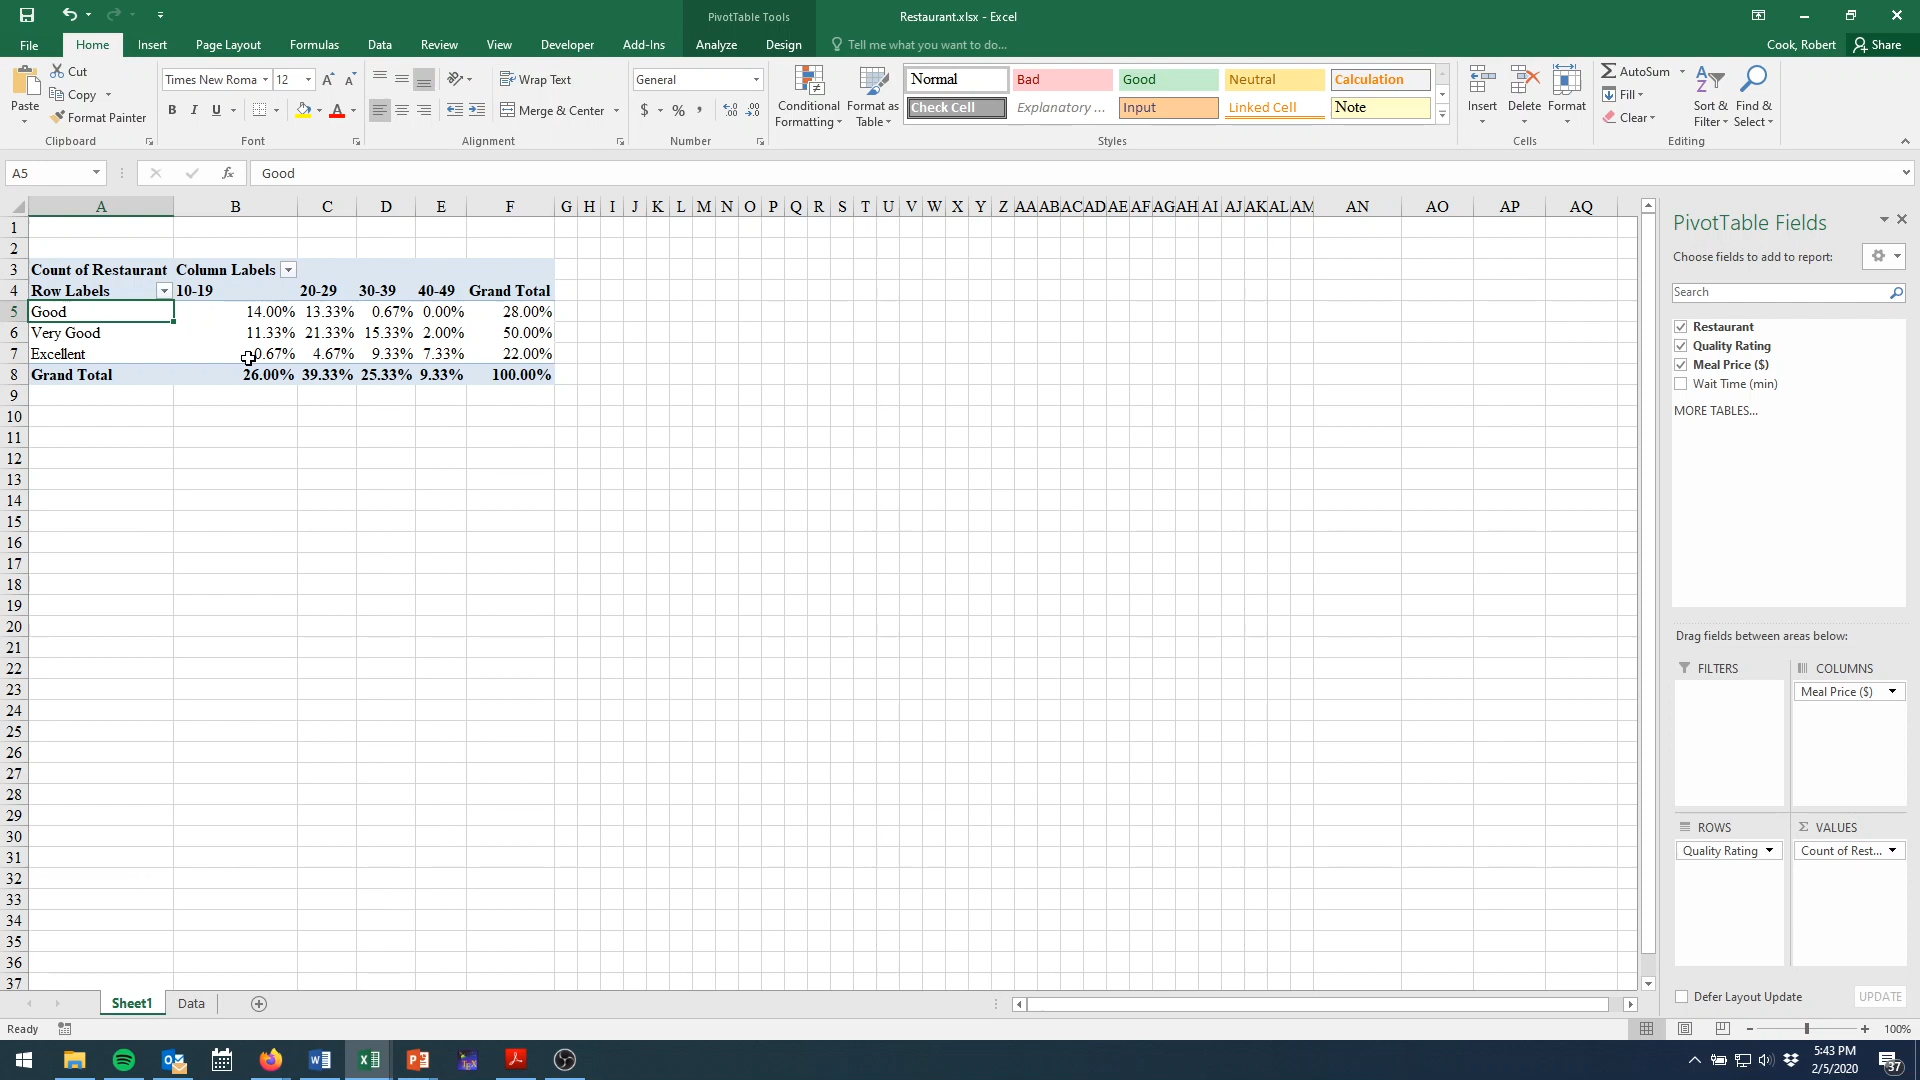 PivotTable Tools
Restaurant.xlsx - Excel
File Home Insert Page Layout Formulas Data Review View Developer Add-Ins Analyze Design Tell me what you want to do... Cook, Robert Share
Paste
Cut
Copy
Format Painter
Clipboard
Times New Roma 12
B I U
Font
Wrap Text
Merge & Center
Alignment
General
$ % ,
Number
Conditional Formatting
Format as Table
Normal Bad Good Neutral Calculation
Check Cell Explanatory ... Input Linked Cell Note
Styles
Insert Delete Format
Cells
AutoSum
Fill
Clear
Sort & Filter
Find & Select
Editing
A5 fx Good
A B C D E F G H I J K L M N O P Q R S T U V W X Y Z AA AB AC AD AE AF AG AH AI AJ AK AL AM AN AO AP AQ
1
2
3 Count of Restaurant Column Labels
4 Row Labels 10-19 20-29 30-39 40-49 Grand Total
5 Good 14.00% 13.33% 0.67% 0.00% 28.00%
6 Very Good 11.33% 21.33% 15.33% 2.00% 50.00%
7 Excellent 0.67% 4.67% 9.33% 7.33% 22.00%
8 Grand Total 26.00% 39.33% 25.33% 9.33% 100.00%
9
10
11
12
13
14
15
16
17
18
19
20
21
22
23
24
25
26
27
28
29
30
31
32
33
34
35
36
37
PivotTable Fields
Choose fields to add to report:
Search
Restaurant
Quality Rating
Meal Price ($)
Wait Time (min)
MORE TABLES...
Drag fields between areas below:
FILTERS
COLUMNS
Meal Price ($)
ROWS
Quality Rating
VALUES
Count of Rest...
Defer Layout Update UPDATE
Sheet1 Data
Ready
100%
5:43 PM
2/5/2020
37